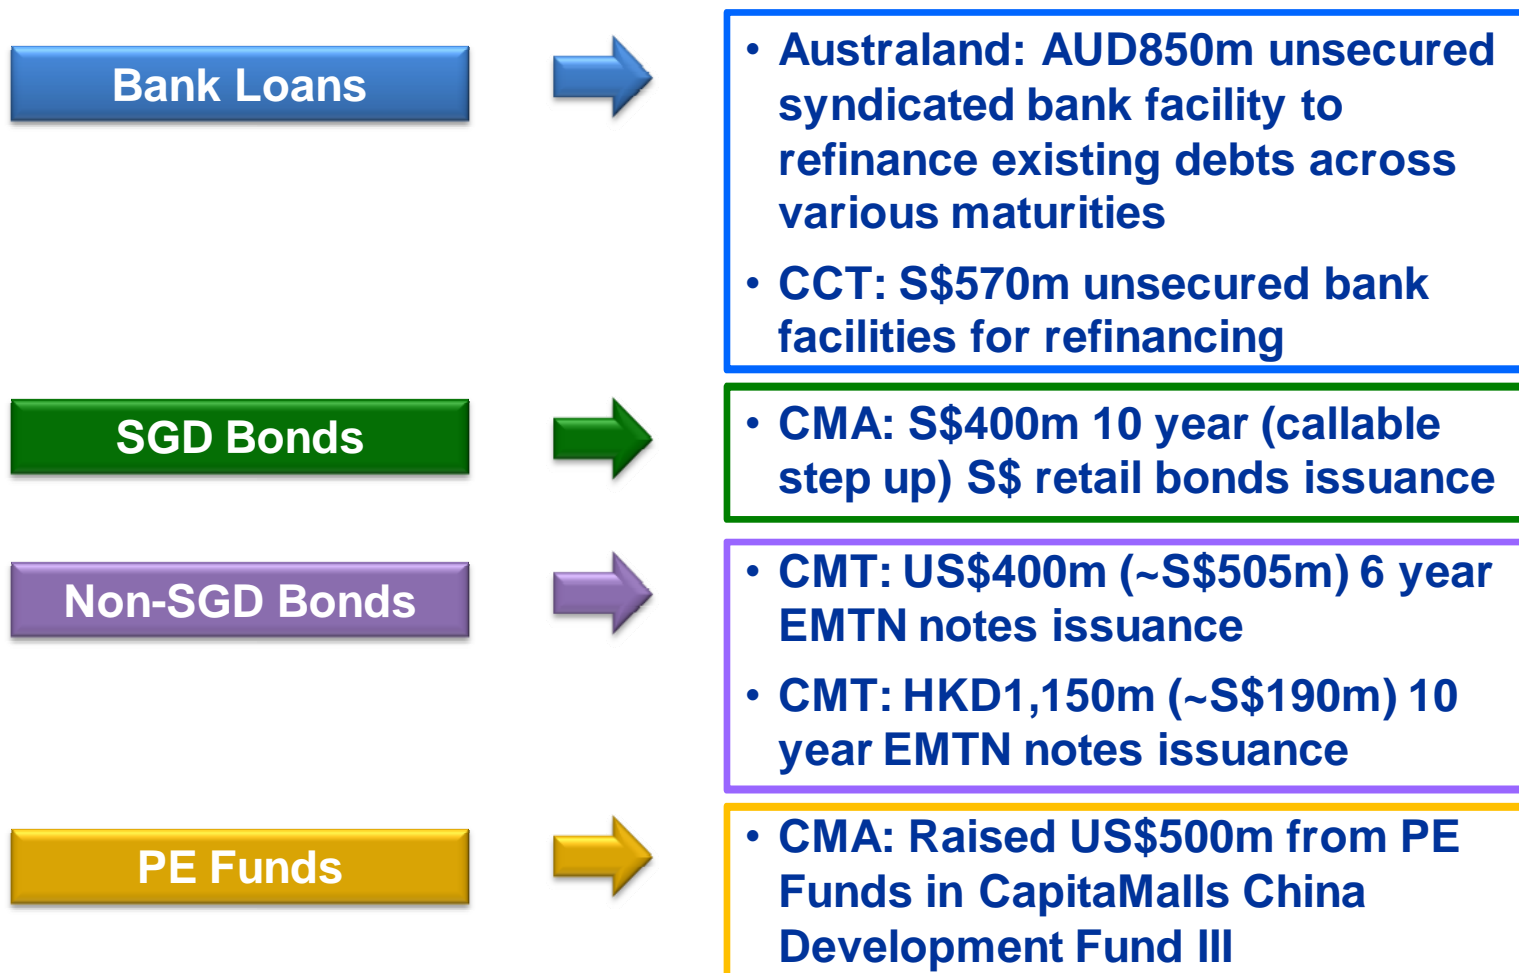 Bank Loans
• Australand: AUD850m unsecured
syndicated bank facility to
refinance existing debts across
various maturities
• CCT: S$570m unsecured bank
facilities for refinancing
SGD Bonds
• CMA: S$400m 10 year (callable
step up) S$ retail bonds issuance
Non-SGD Bonds
• CMT: US$400m (~S$505m) 6 year
EMTN notes issuance
• CMT: HKD1,150m (~S$190m) 10
year EMTN notes issuance
PE Funds
• CMA: Raised US$500m from PE
Funds in CapitaMalls China
Development Fund III